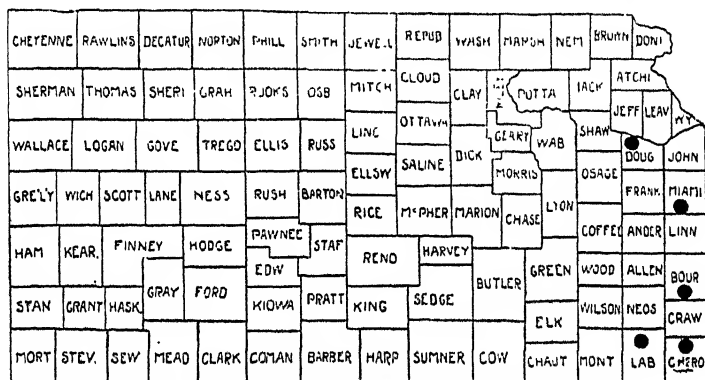 CHEYENNE RAWLINS DECATUR NORTON PHILL SMITH JEWELL REPUB WASH MARSH NEM BROWN DONI
SHERMAN THOMAS SHERI GRAH ROOKS OSB MITCH CLOUD CLAY POTTA JACK ATCHI
JEFF LEAV WY
WALLACE LOGAN GOVE TREGO ELLIS RUSS LINC OTTAWA GEARY WAB SHAW DOUG JOHN
GRE'LY WICH SCOTT LANE NESS RUSH BARTON ELLSW SALINE DICK MORRIS OSAGE FRANK MIAMI
RICE McPHER MARION CHASE LYON
HAM KEAR. FINNEY HODGE PAWNEE STAF RENO HARVEY COFFE ANDER LINN
EDW
STAN GRANT HASK GRAY FORD KIOWA PRATT KING SEDGE BUTLER GREEN WOOD ALLEN BOUR
ELK WILSON NEOS CRAW
MORT STEV. SEW MEAD CLARK COMAN BARBER HARP SUMNER COW CHAUT MONT LAB CHERO